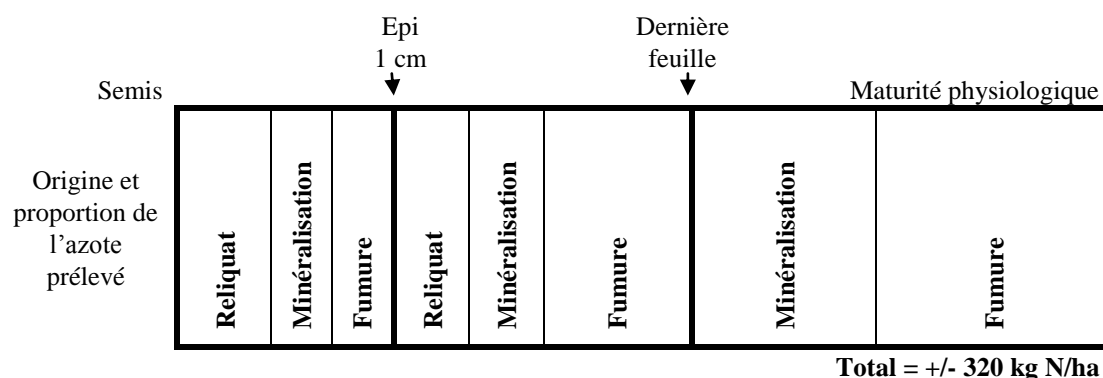 Epi
1 cm
Dernière
feuille
Semis
Maturité physiologique
Origine et
proportion de
l’azote
prélevé
Reliquat
Minéralisation
Fumure
Reliquat
Minéralisation
Fumure
Minéralisation
Fumure
Total = +/- 320 kg N/ha